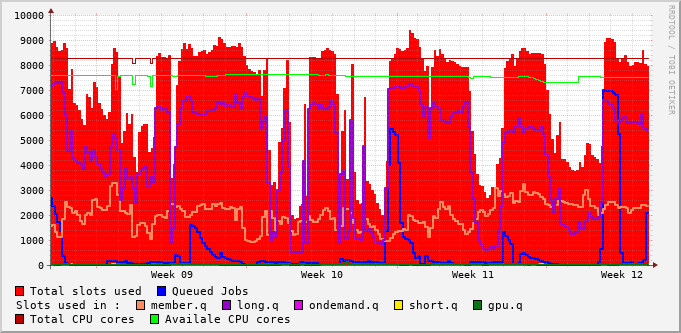 10000
9000
8000
7000
6000
5000
4000
3000
2000
1000
0
Week 09 Week 10 Week 11 Week 12
RRDTOOL / TOBI OETIKER
Total slots used Queued Jobs
Slots used in : member.q long.q ondemand.q short.q gpu.q
Total CPU cores Availale CPU cores